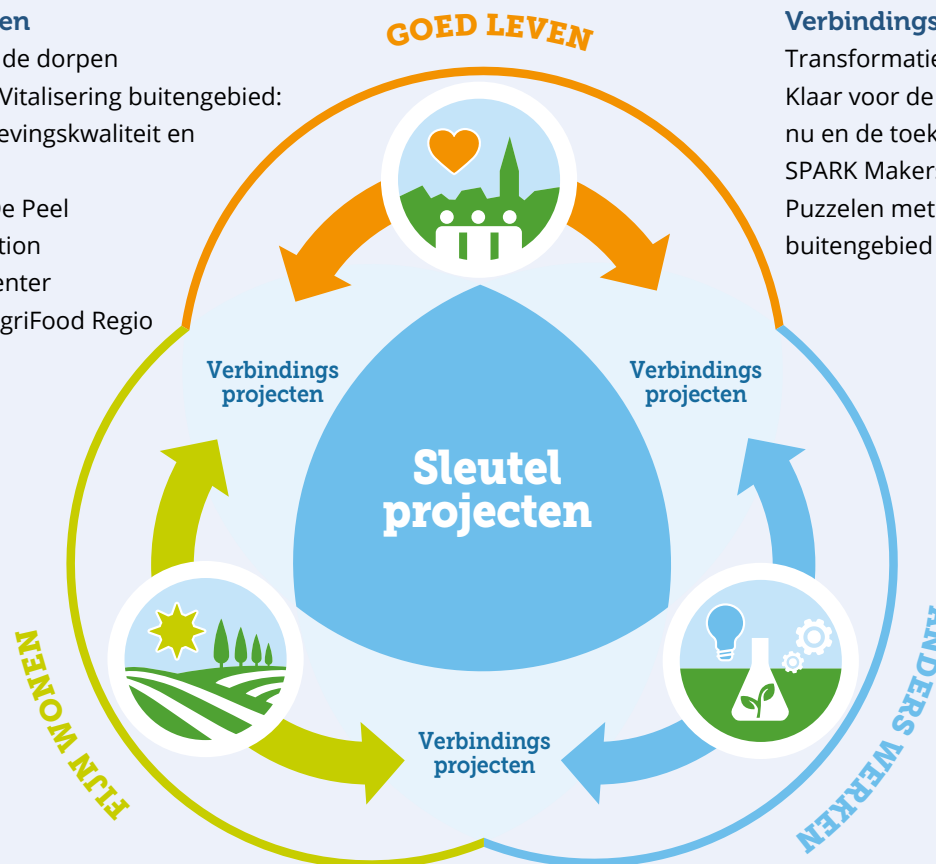 en
de dorpen
Vitalisering buitengebied:
evingskwaliteit en
e Peel
tion
enter
griFood Regio
GOED LEVEN
Verbindings
Transformatie
Klaar voor de
nu en de toek
SPARK Makers
Puzzelen met
buitengebied
Verbindings
projecten
Verbindings
projecten
Sleutel
projecten
Verbindings
projecten
FIJN WONEN
ANDERS WERKEN